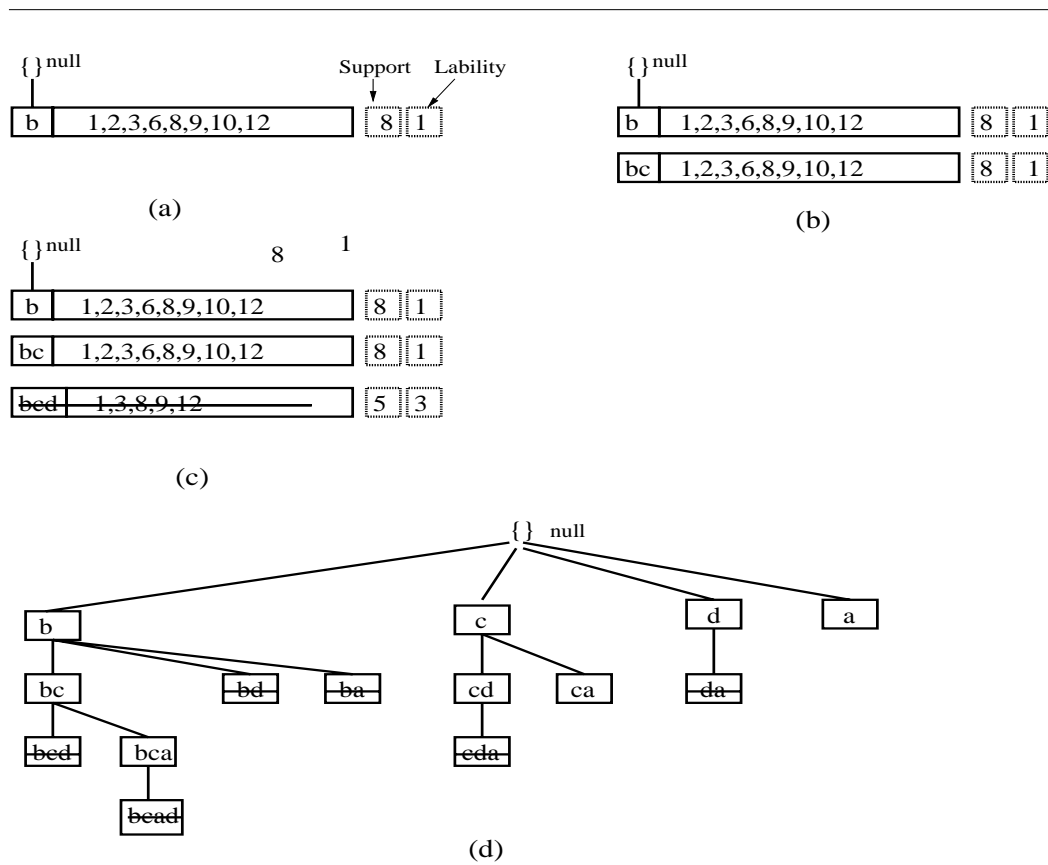 { } null
Support Lability
b 1,2,3,6,8,9,10,12 8 1
(a)
{ } null
b 1,2,3,6,8,9,10,12 8 1
bc 1,2,3,6,8,9,10,12 8 1
(b)
{ } null 8 1
b 1,2,3,6,8,9,10,12 8 1
bc 1,2,3,6,8,9,10,12 8 1
bcd 1,3,8,9,12 5 3
(c)
{ } null
b c d a
bc bd ba cd ca da
bcd bca cda
bcad
(d)